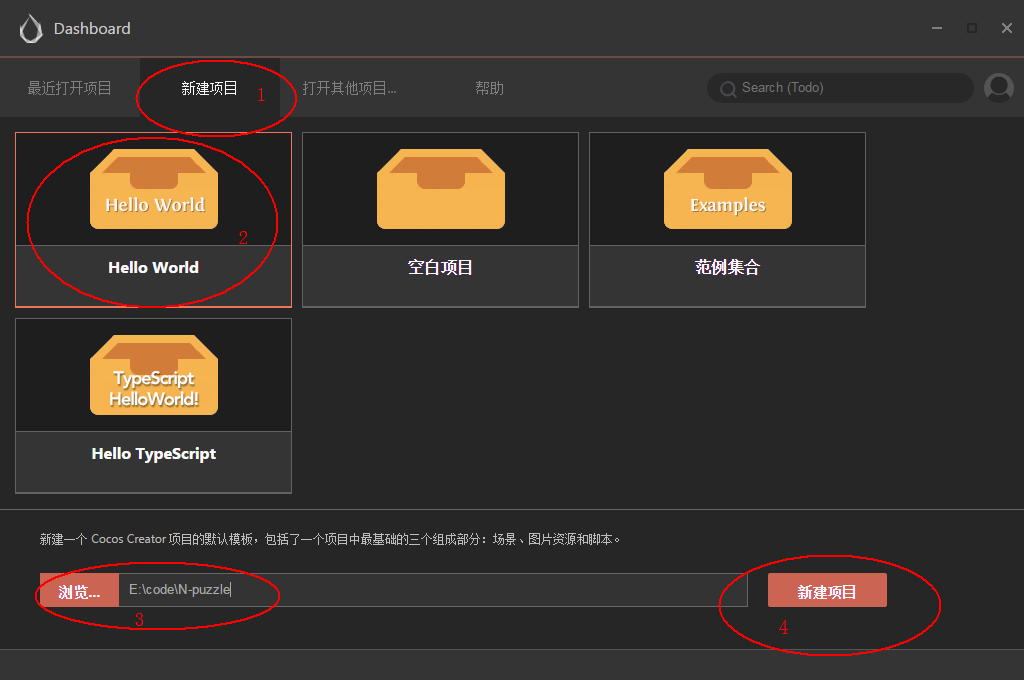 Dashboard
最近打开项目 新建项目 1 打开其他项目... 帮助 Search (Todo)
Hello World Examples
2
Hello World 空白项目 范例集合
TypeScript
HelloWorld!
Hello TypeScript
新建一个 Cocos Creator 项目的默认模板，包括了一个项目中最基础的三个组成部分：场景、图片资源和脚本。
浏览... E:\code\N-puzzle 新建项目
3 4